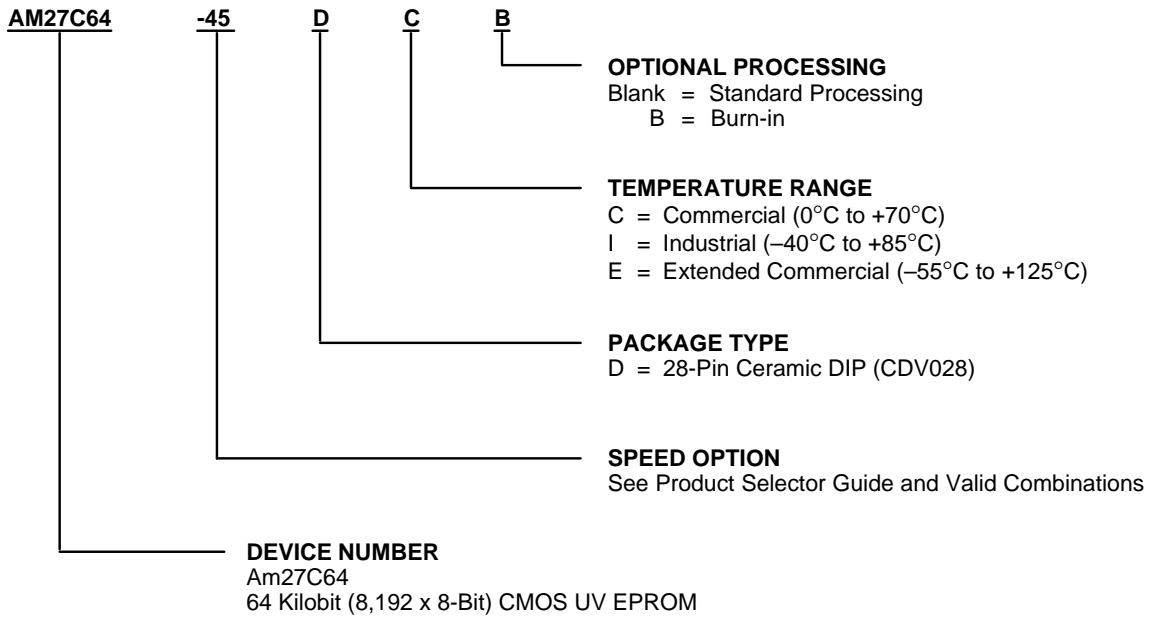 AM27C64 -45 D C B
OPTIONAL PROCESSING
Blank = Standard Processing
B = Burn-in
TEMPERATURE RANGE
C = Commercial (0°C to +70°C)
I = Industrial (–40°C to +85°C)
E = Extended Commercial (–55°C to +125°C)
PACKAGE TYPE
D = 28-Pin Ceramic DIP (CDV028)
SPEED OPTION
See Product Selector Guide and Valid Combinations
DEVICE NUMBER
Am27C64
64 Kilobit (8,192 x 8-Bit) CMOS UV EPROM